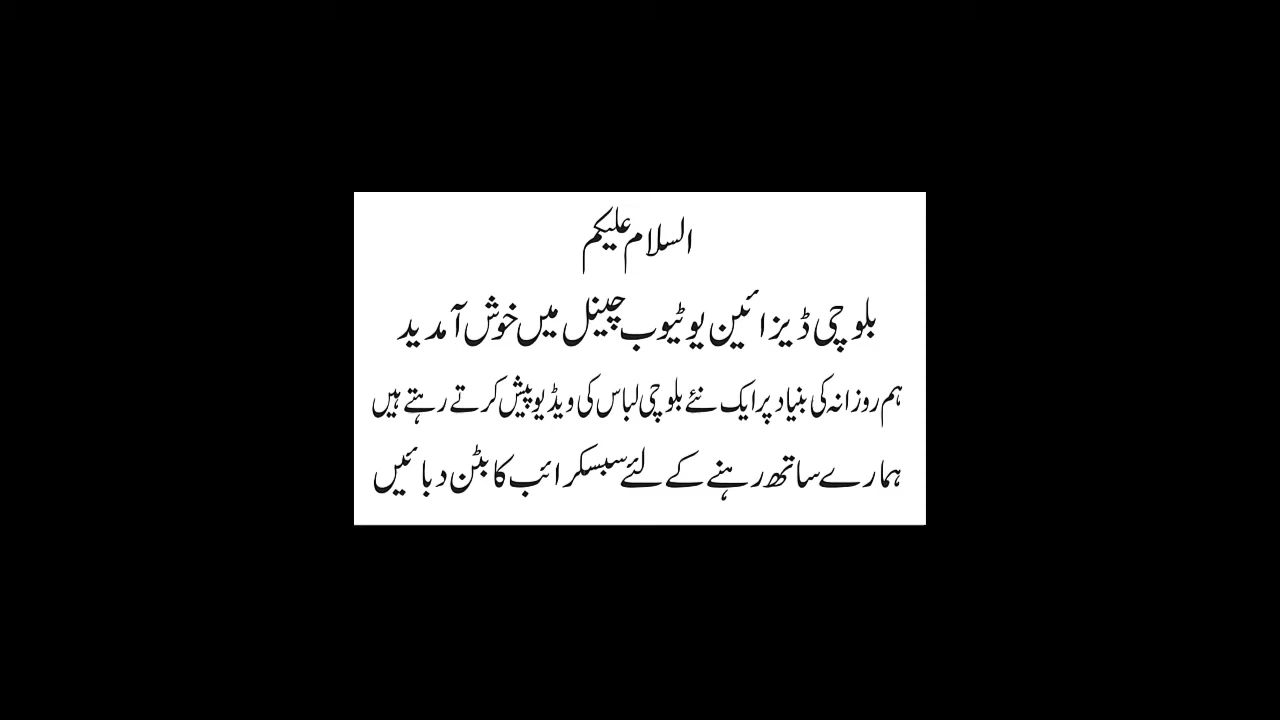 السلام علیکم
بلوچی ڈیزائین یوٹیوب چینل میں خوش آمدید
ہم روزانہ کی بنیاد پر ایک نئے بلوچی لباس کی ویڈیو پیش کرتے رہتے ہیں
ہمارے ساتھ رہنے کے لئے سبسکرائب کا بٹن دبائیں